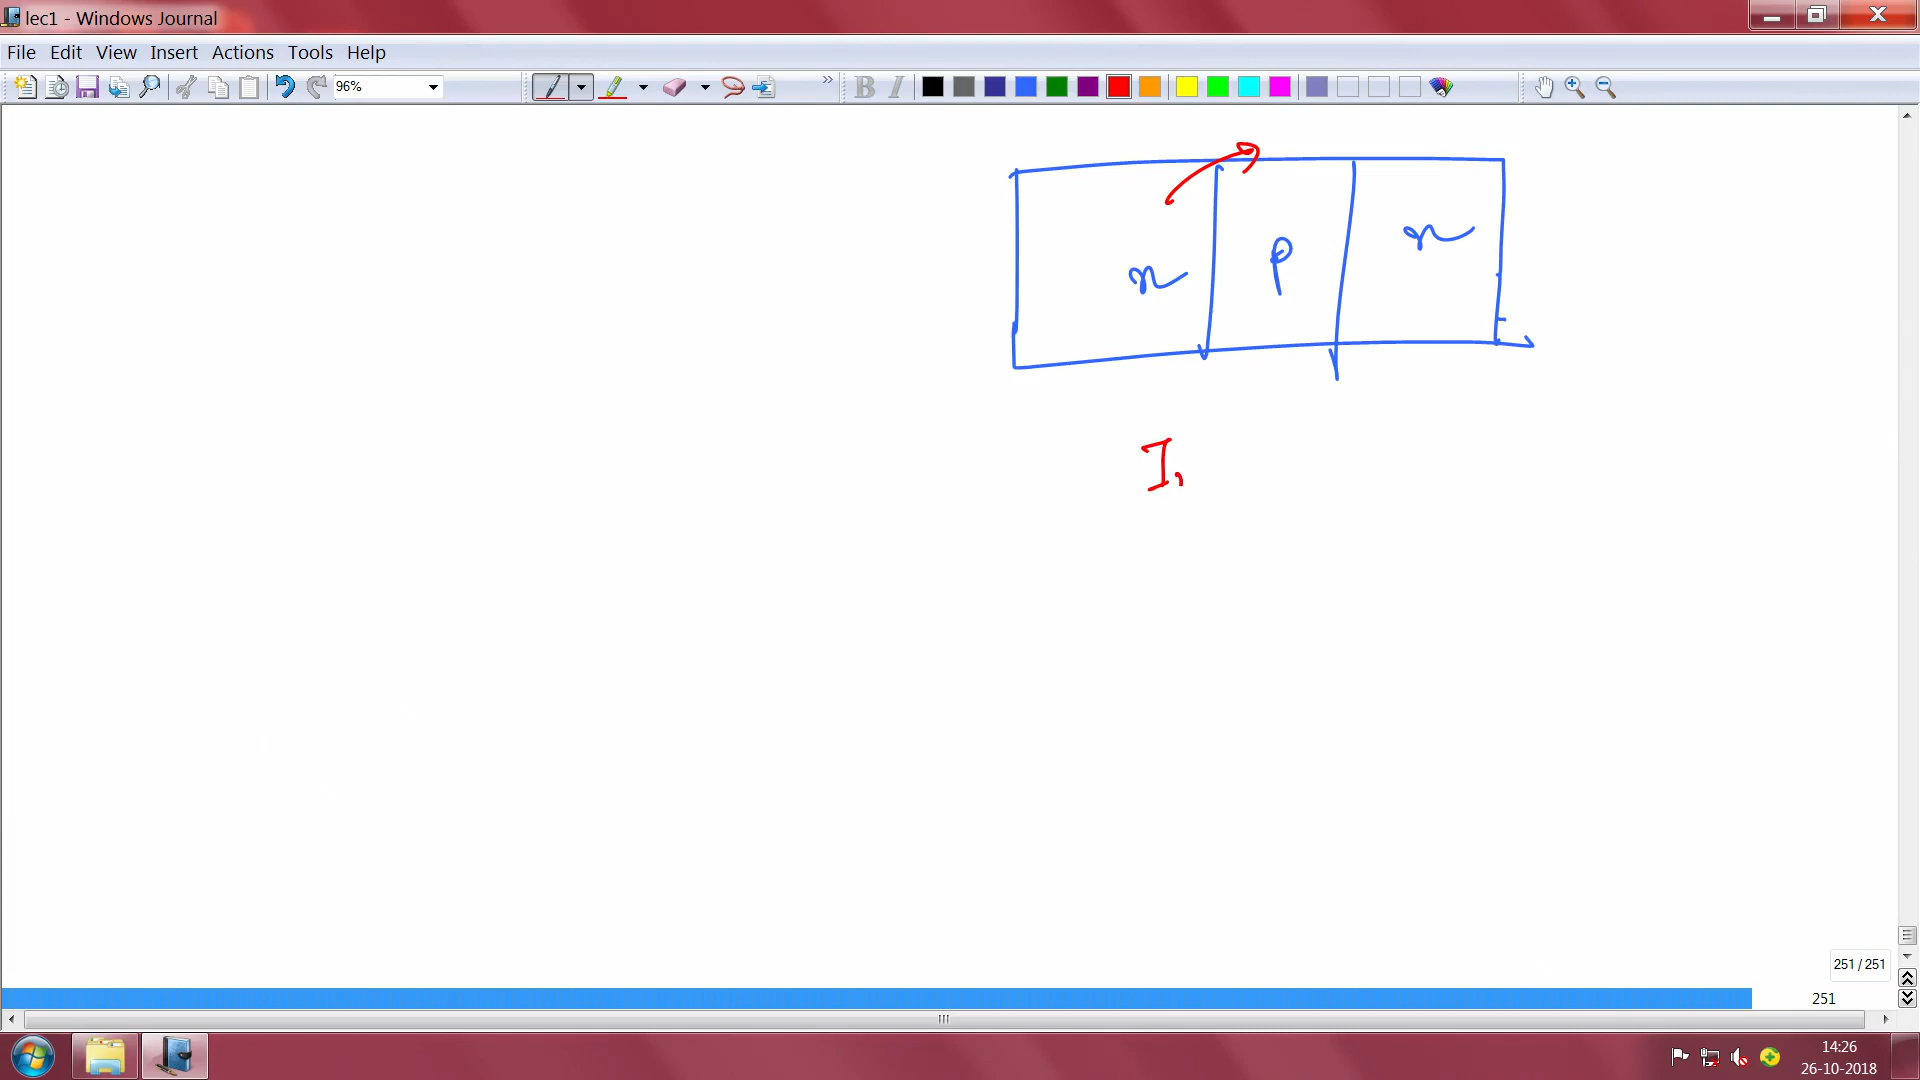 lec1 - Windows Journal
File Edit View Insert Actions Tools Help
96%
B I
n p n
I
251 / 251
251
14:26
26-10-2018